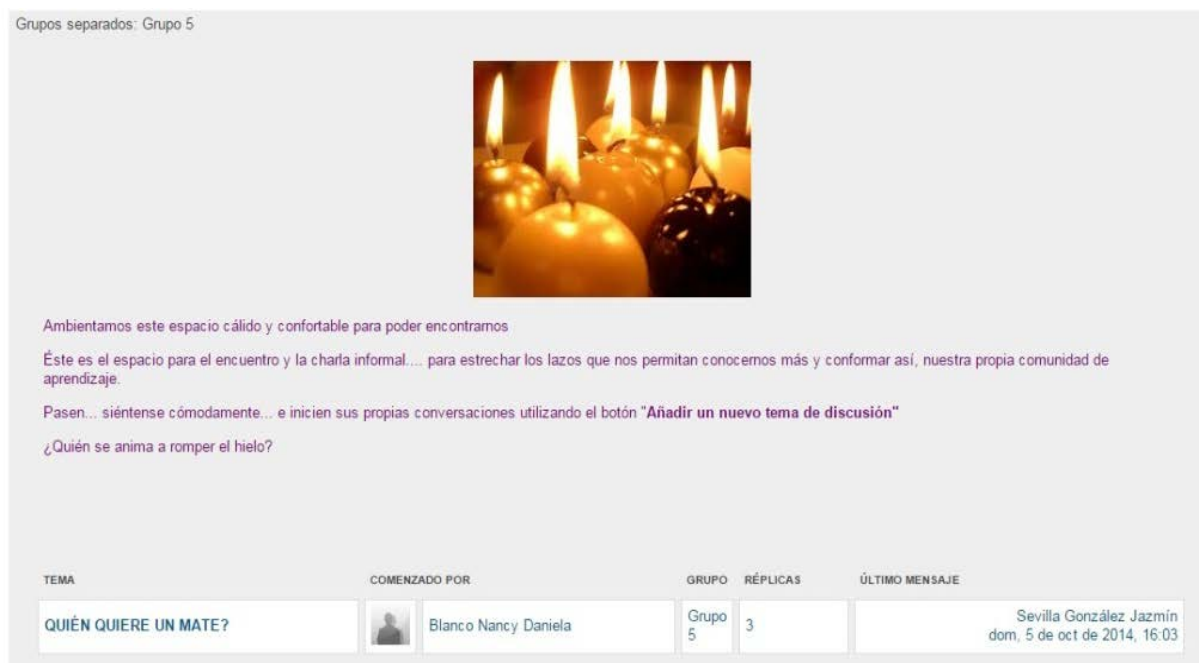 Grupos separados: Grupo 5
Ambientamos este espacio cálido y confortable para poder encontrarnos
Éste es el espacio para el encuentro y la charla informal.... para estrechar los lazos que nos permitan conocernos más y conformar así, nuestra propia comunidad de
aprendizaje.
Pasen... siéntense cómodamente... e inicien sus propias conversaciones utilizando el botón "Añadir un nuevo tema de discusión"
¿Quién se anima a romper el hielo?
TEMA COMENZADO POR GRUPO RÉPLICAS ÚLTIMO MENSAJE
QUIÉN QUIERE UN MATE? Blanco Nancy Daniela Grupo 5 3 Sevilla González Jazmín
dom, 5 de oct de 2014, 16:03